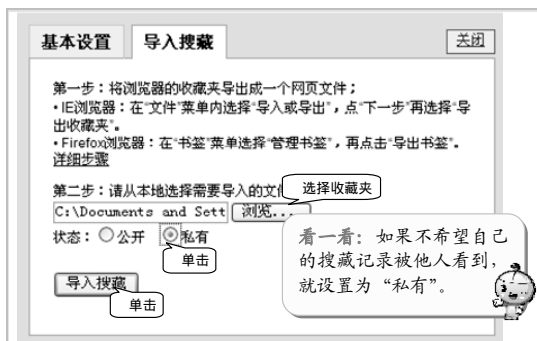 基本设置 导入搜藏 关闭
第一步：将浏览器的收藏夹导出成一个网页文件；
•IE浏览器：在“文件”菜单内选择“导入或导出”，点“下一步”再选择“导
出收藏夹”。
•Firefox浏览器：在“书签”菜单选择“管理书签”，再点击“导出书签”。
详细步骤
第二步：请从本地选择需要导入的文件
选择收藏夹
C:\Documents and Sett 浏览...
状态： 公开 私有
单击
导入搜藏
单击
看一看：如果不希望自己
的搜藏记录被他人看到，
就设置为“私有”。